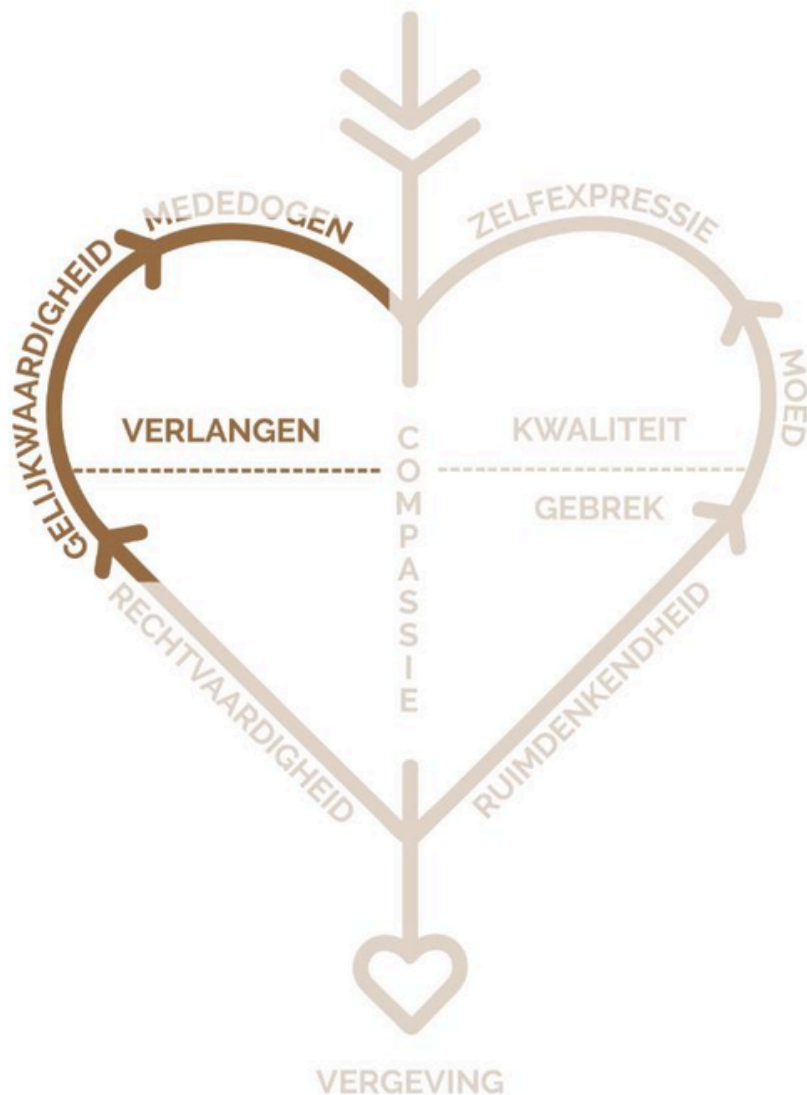 MEDEDOGEN
ZELFEXPRESSIE
GELIJKWAARDIGHEID
MOED
VERLANGEN
KWALITEIT
GEBREK
COMPASSIE
RECHTVAARDIGHEID
RUIMDENKENDHEID
VERGEVING